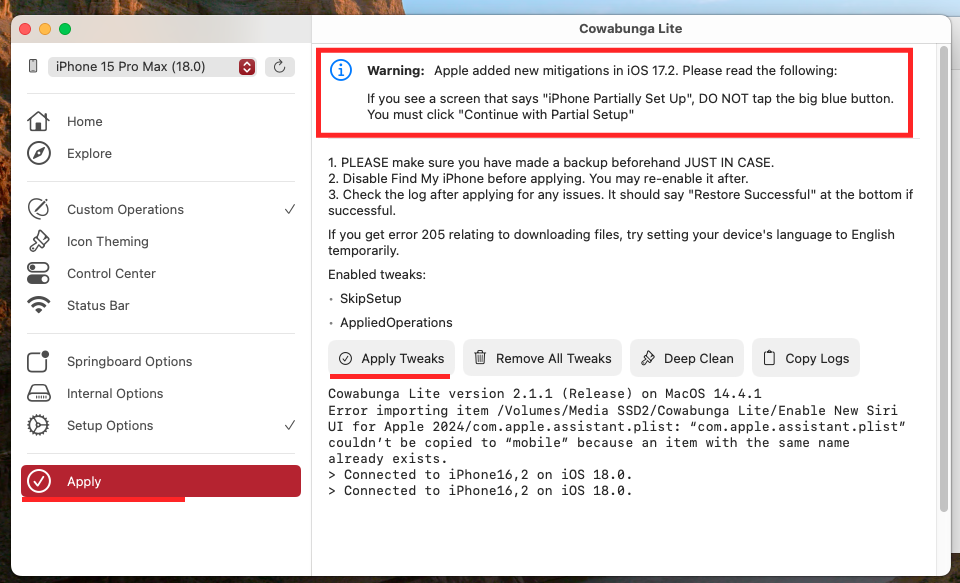 Cowabunga Lite
iPhone 15 Pro Max (18.0)
Home
Explore
Custom Operations
Icon Theming
Control Center
Status Bar
Springboard Options
Internal Options
Setup Options
Apply
Warning: Apple added new mitigations in iOS 17.2. Please read the following:
If you see a screen that says "iPhone Partially Set Up", DO NOT tap the big blue button.
You must click "Continue with Partial Setup"
1. PLEASE make sure you have made a backup beforehand JUST IN CASE.
2. Disable Find My iPhone before applying. You may re-enable it after.
3. Check the log after applying for any issues. It should say "Restore Successful" at the bottom if
successful.
If you get error 205 relating to downloading files, try setting your device's language to English
temporarily.
Enabled tweaks:
• SkipSetup
• AppliedOperations
Apply Tweaks
Remove All Tweaks
Deep Clean
Copy Logs
Cowabunga Lite version 2.1.1 (Release) on MacOS 14.4.1
Error importing item /Volumes/Media SSD2/Cowabunga Lite/Enable New Siri
UI for Apple 2024/com.apple.assistant.plist: “com.apple.assistant.plist”
couldn’t be copied to “mobile” because an item with the same name
already exists.
> Connected to iPhone16,2 on iOS 18.0.
> Connected to iPhone16,2 on iOS 18.0.